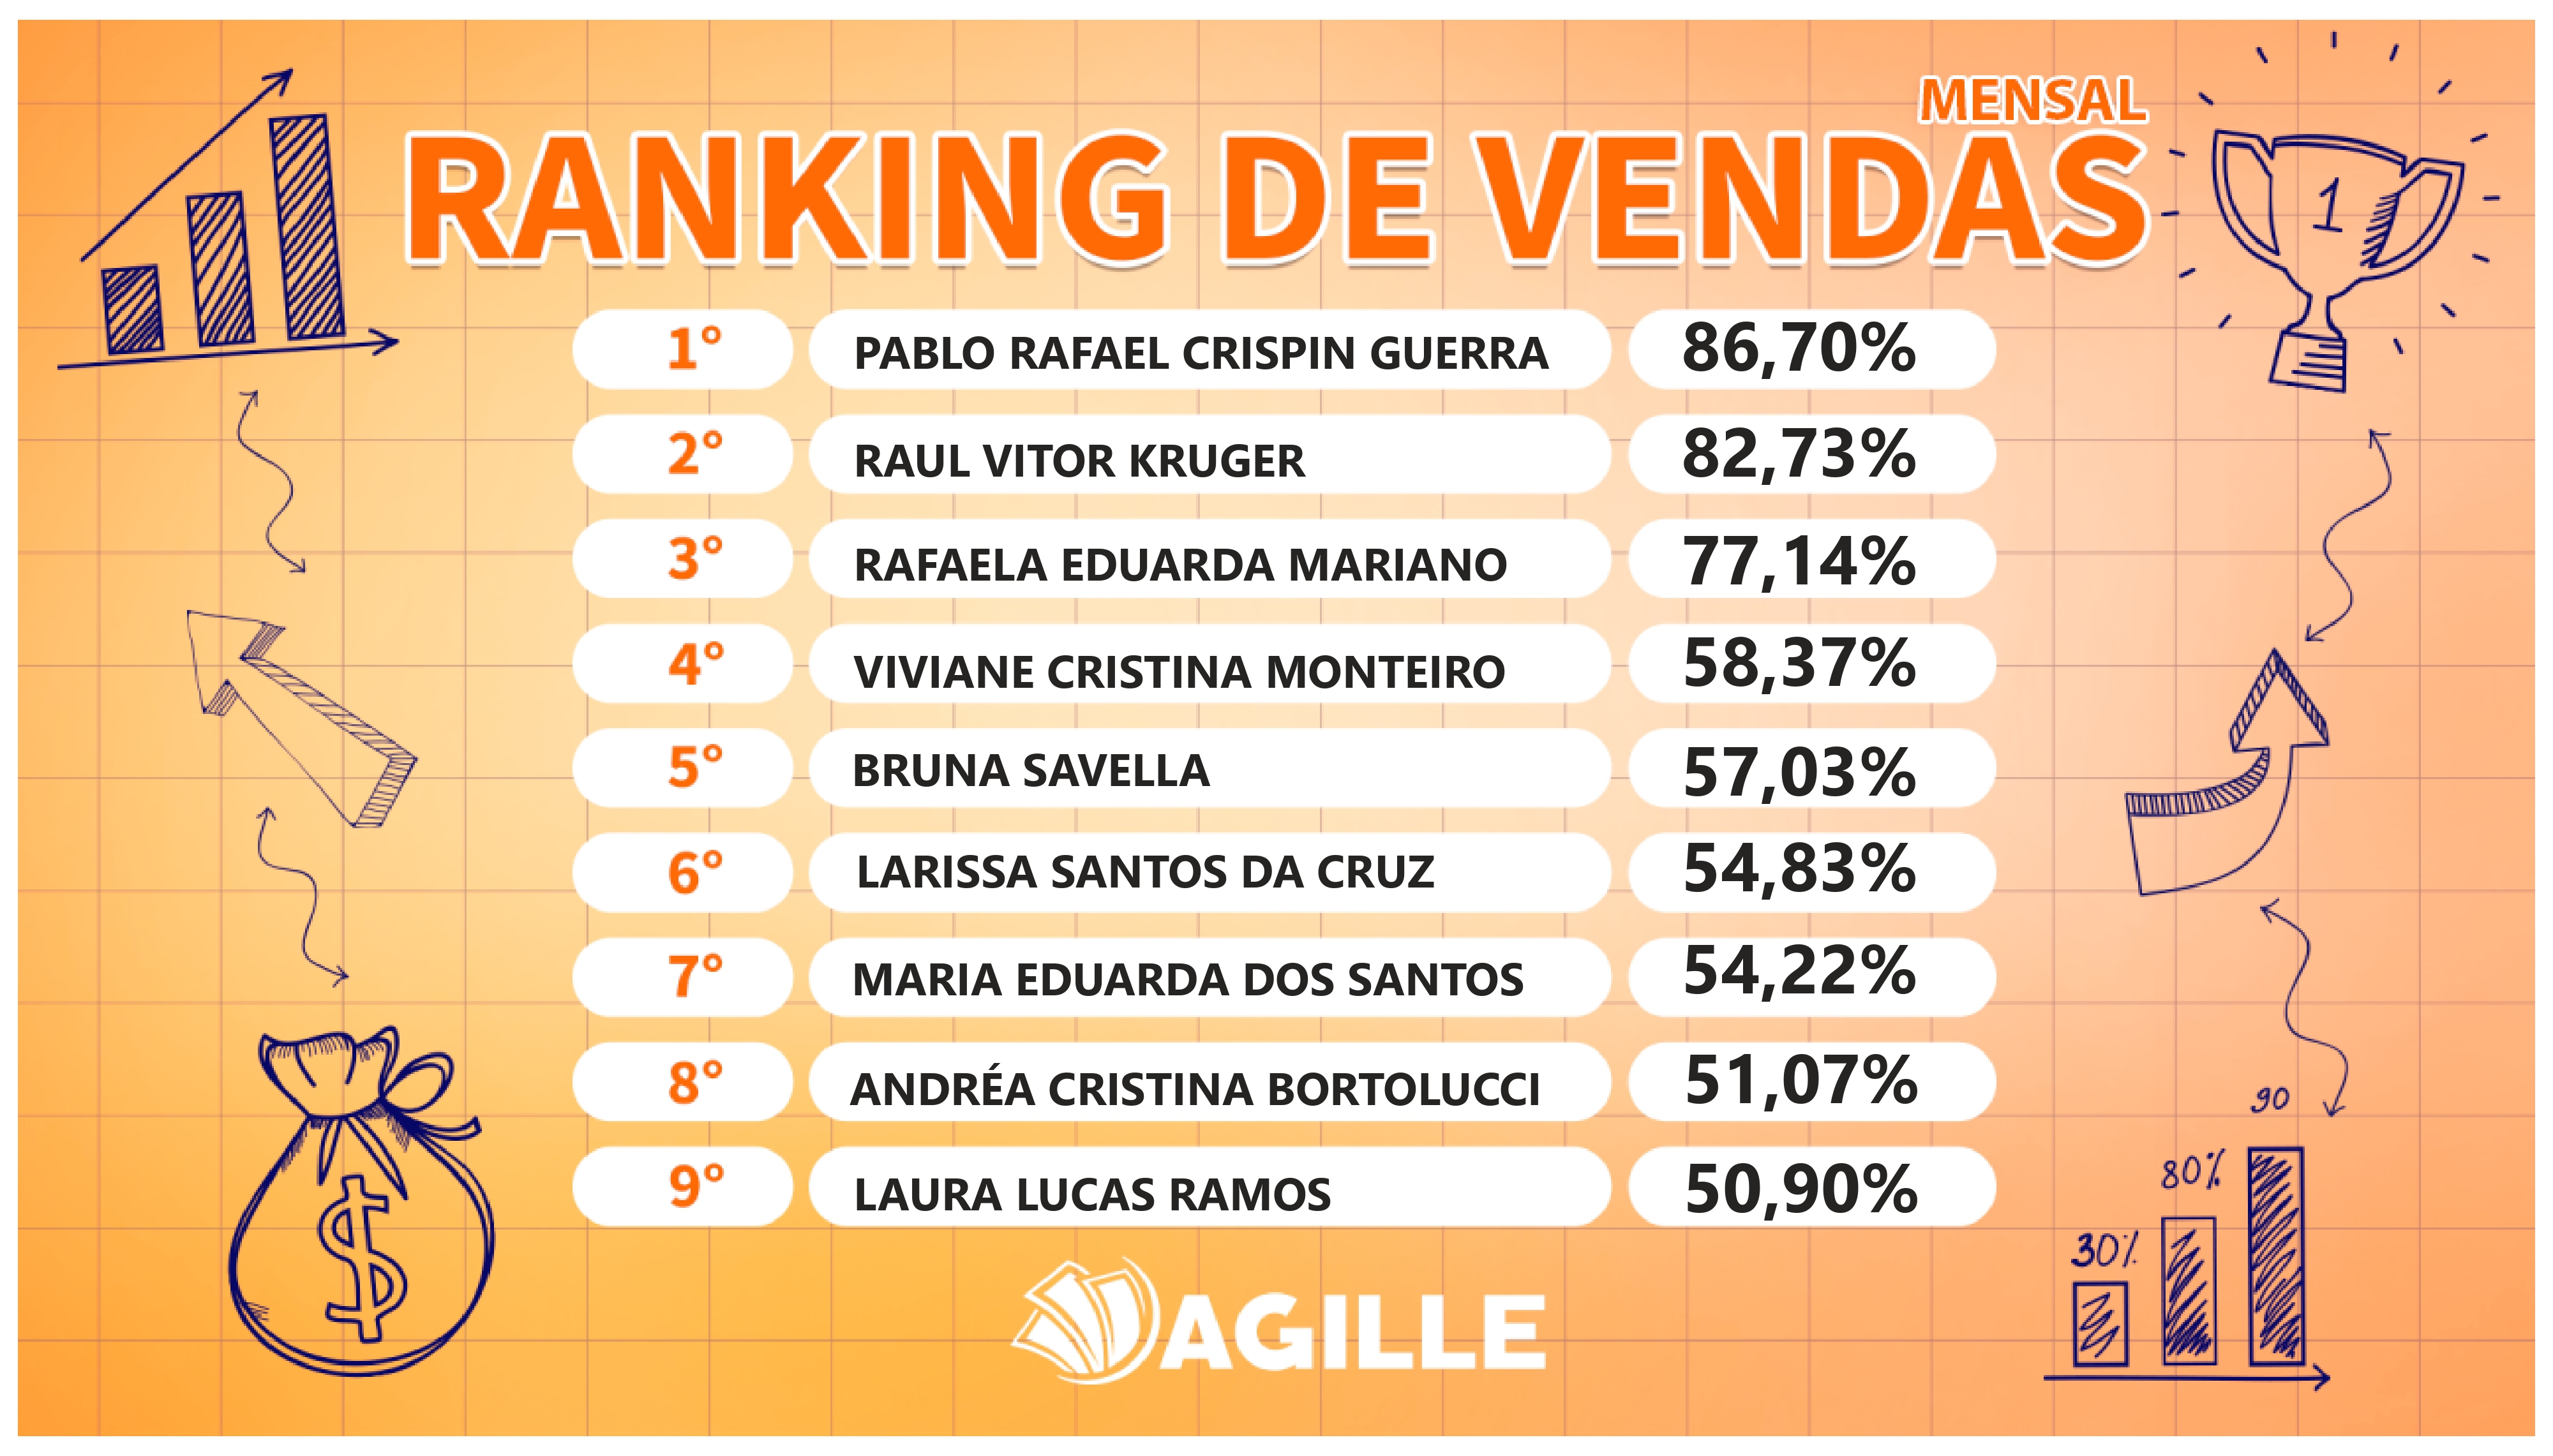 MENSAL
RANKING DE VENDAS
1
1° PABLO RAFAEL CRISPIN GUERRA 86,70%
2° RAUL VITOR KRUGER 82,73%
3° RAFAELA EDUARDA MARIANO 77,14%
4° VIVIANE CRISTINA MONTEIRO 58,37%
5° BRUNA SAVELLA 57,03%
6° LARISSA SANTOS DA CRUZ 54,83%
7° MARIA EDUARDA DOS SANTOS 54,22%
8° ANDRÉA CRISTINA BORTOLUCCI 51,07%
9° LAURA LUCAS RAMOS 50,90%
90
80%
30%
$
AGILLE